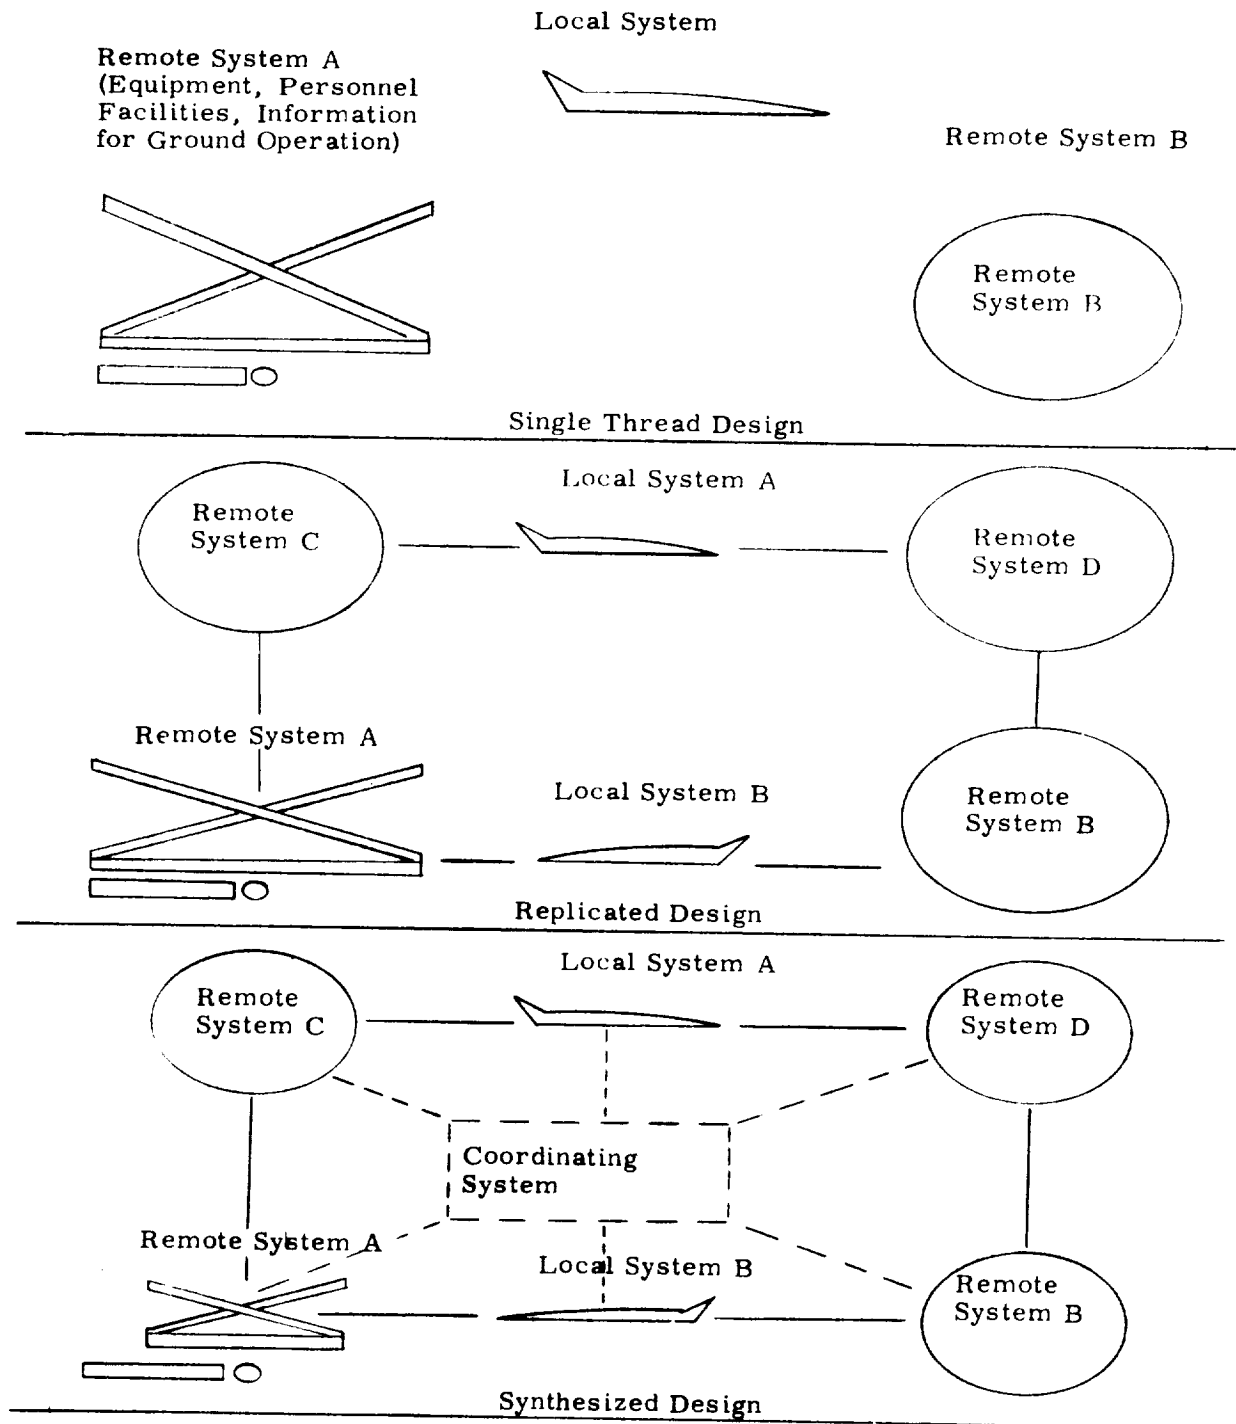 Local System
Remote System A
(Equipment, Personnel
Facilities, Information
for Ground Operation)
Remote System B
Remote
System B
Single Thread Design
Local System A
Remote
System C
Remote
System D
Remote System A
Local System B
Remote
System B
Replicated Design
Local System A
Remote
System C
Remote
System D
Coordinating
System
Remote System A
Local System B
Remote
System B
Synthesized Design